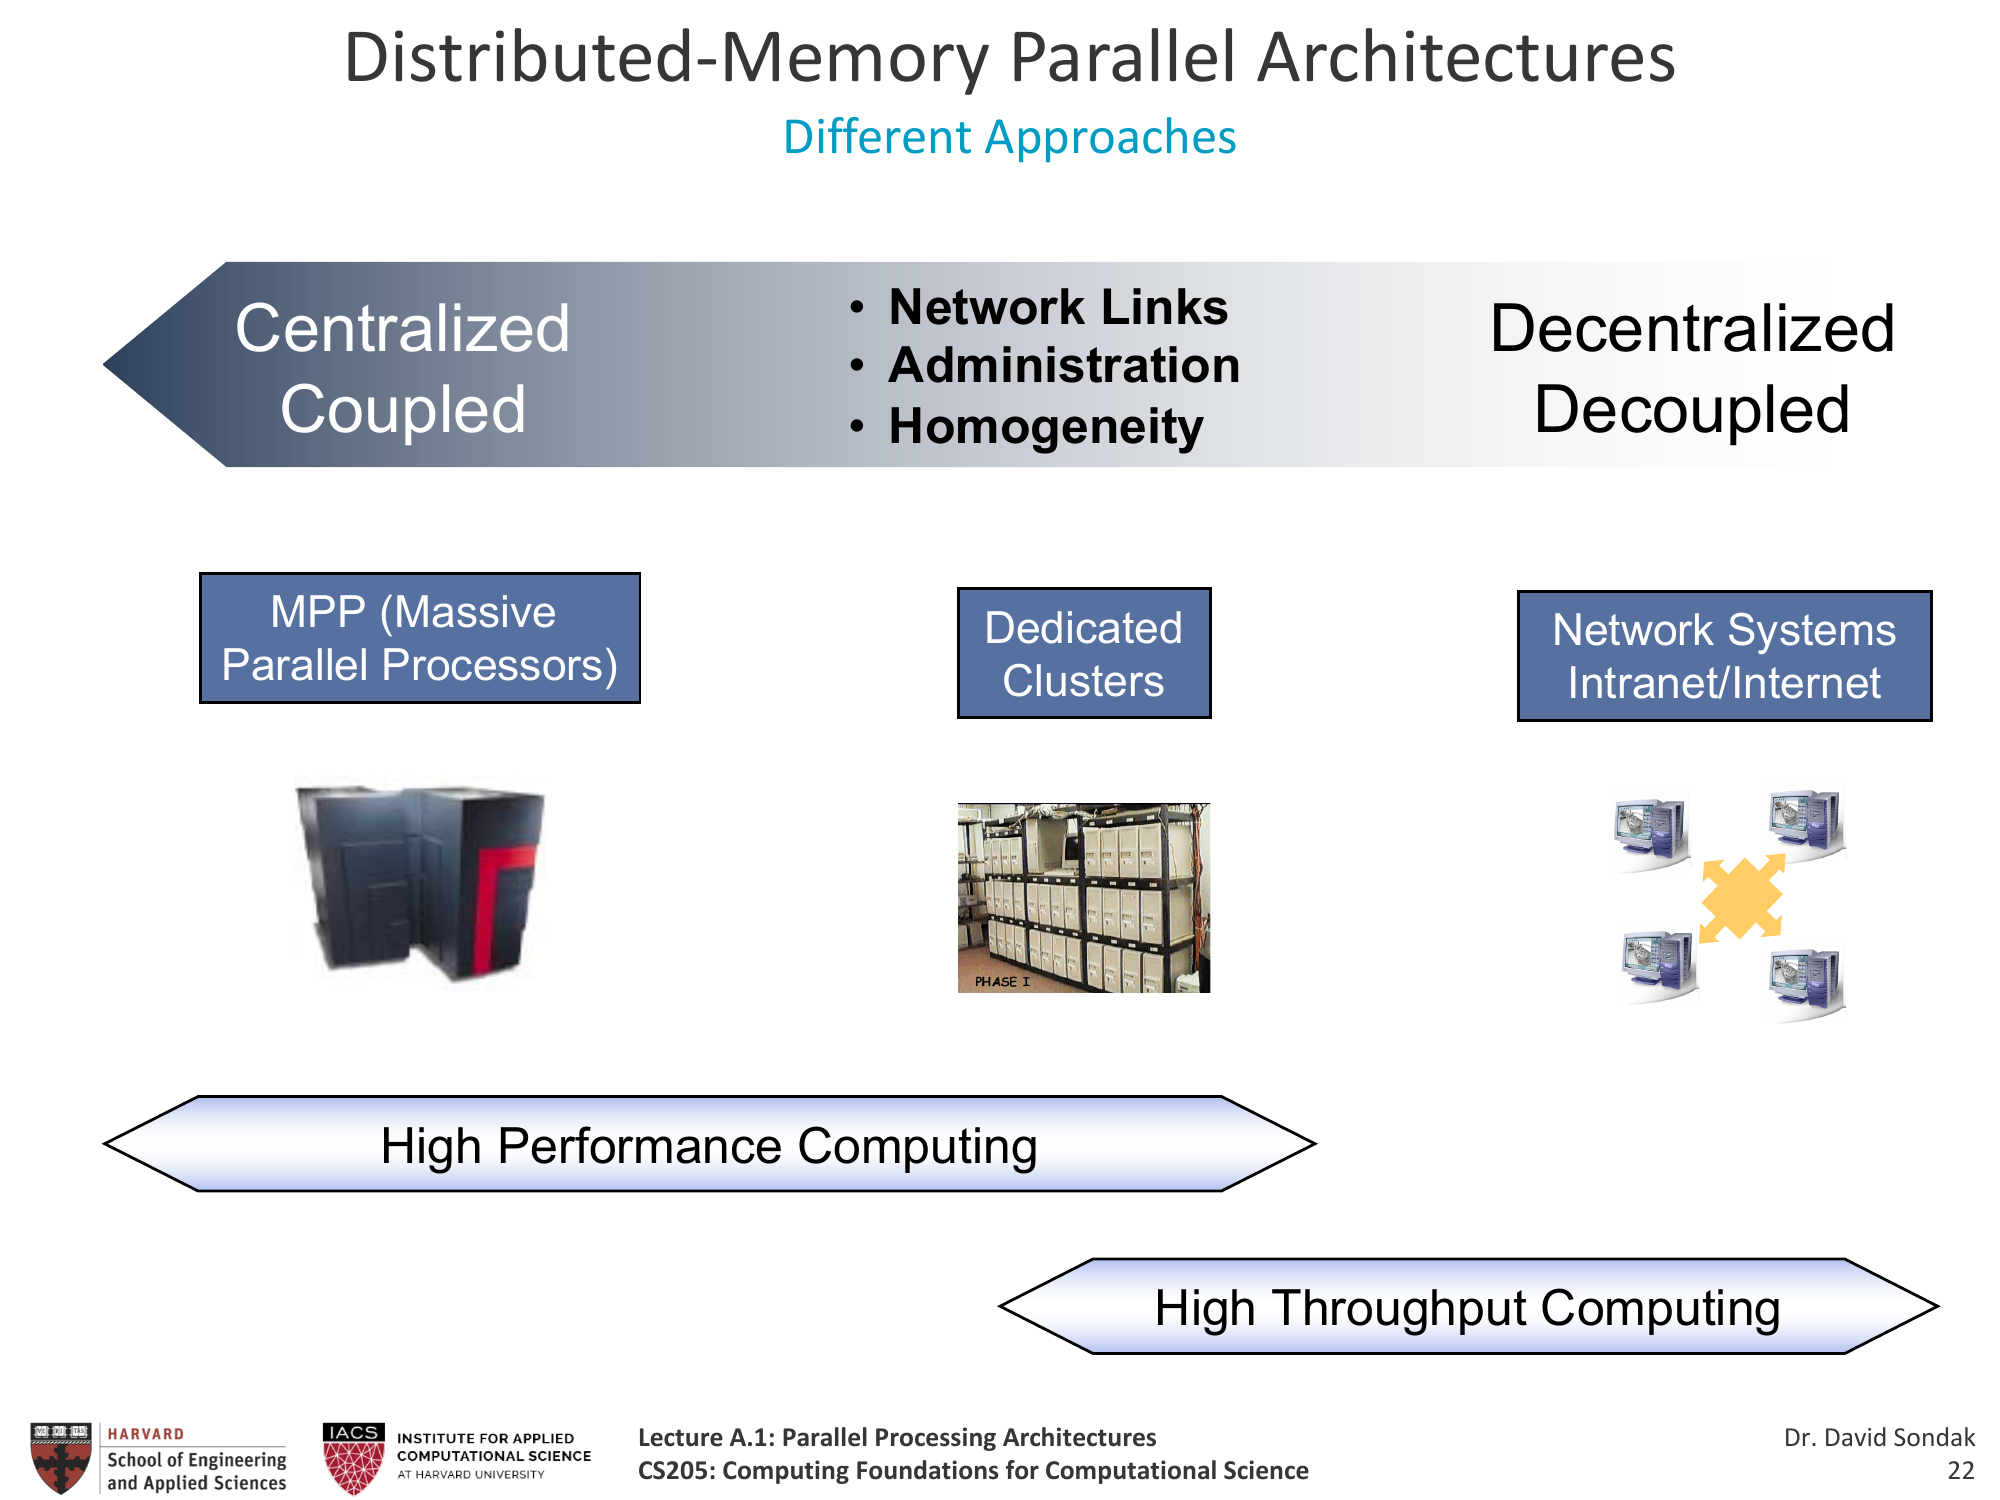 Distributed-Memory Parallel Architectures
Different Approaches
Centralized
Coupled
• Network Links
• Administration
• Homogeneity
Decentralized
Decoupled
MPP (Massive
Parallel Processors)
Dedicated
Clusters
Network Systems
Intranet/Internet
PHASE I
High Performance Computing
High Throughput Computing
HARVARD
School of Engineering
and Applied Sciences
IACS
INSTITUTE FOR APPLIED
COMPUTATIONAL SCIENCE
AT HARVARD UNIVERSITY
Lecture A.1: Parallel Processing Architectures
CS205: Computing Foundations for Computational Science
Dr. David Sondak
22